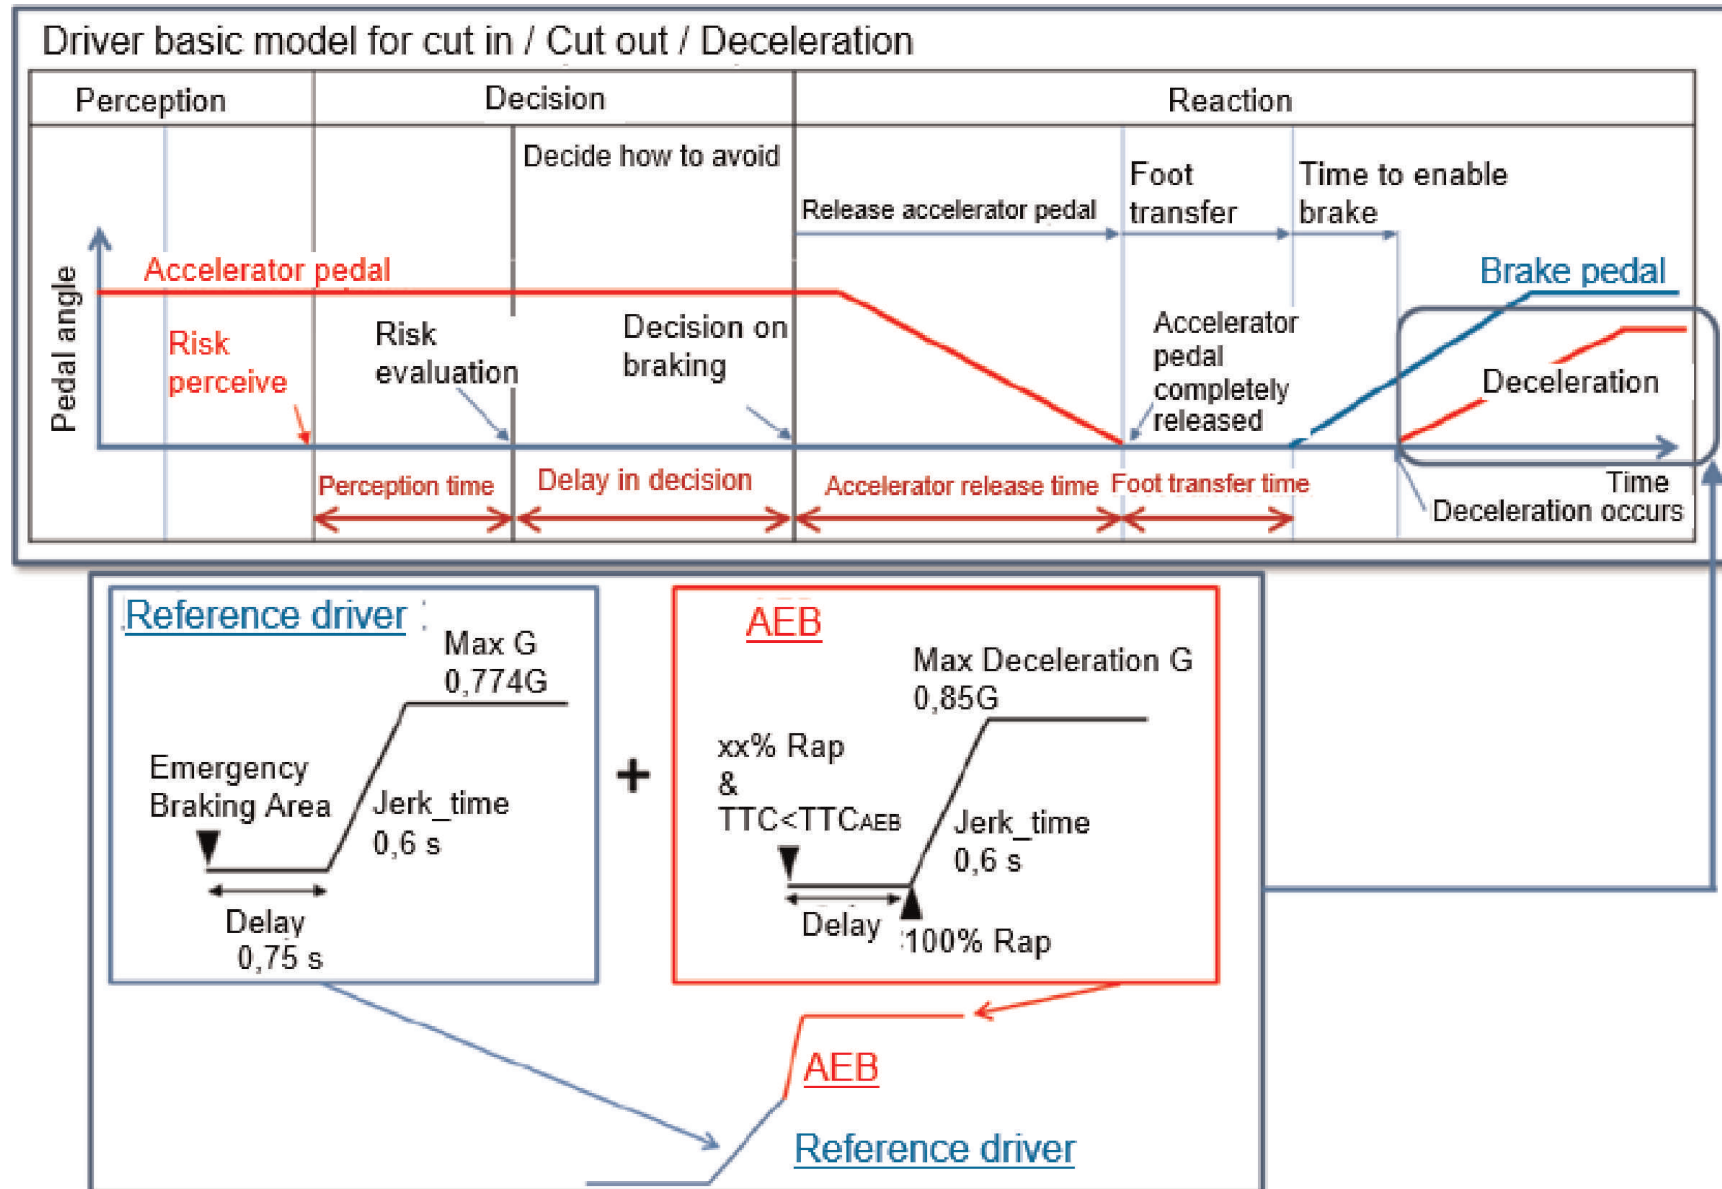 Driver basic model for cut in / Cut out / Deceleration
Perception
Decision
Reaction
Decide how to avoid
Release accelerator pedal
Foot
transfer
Time to enable
brake
Pedal angle
Accelerator pedal
Brake pedal
Risk
perceive
Risk
evaluation
Decision on
braking
Accelerator
pedal
completely
released
Deceleration
Perception time
Delay in decision
Accelerator release time
Foot transfer time
Time
Deceleration occurs
Reference driver :
Max G
0,774G
Emergency
Braking Area
Jerk_time
0,6 s
Delay
0,75 s
+
AEB
Max Deceleration G
0,85G
xx% Rap
&
TTC<TTCAEB
Jerk_time
0,6 s
Delay
100% Rap
AEB
Reference driver